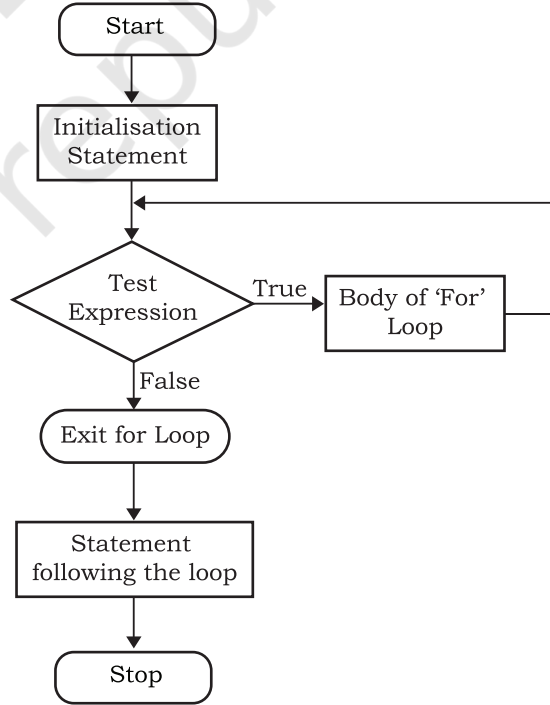 Start
Initialisation
Statement
Test
Expression
True
Body of ‘For’
Loop
False
Exit for Loop
Statement
following the loop
Stop